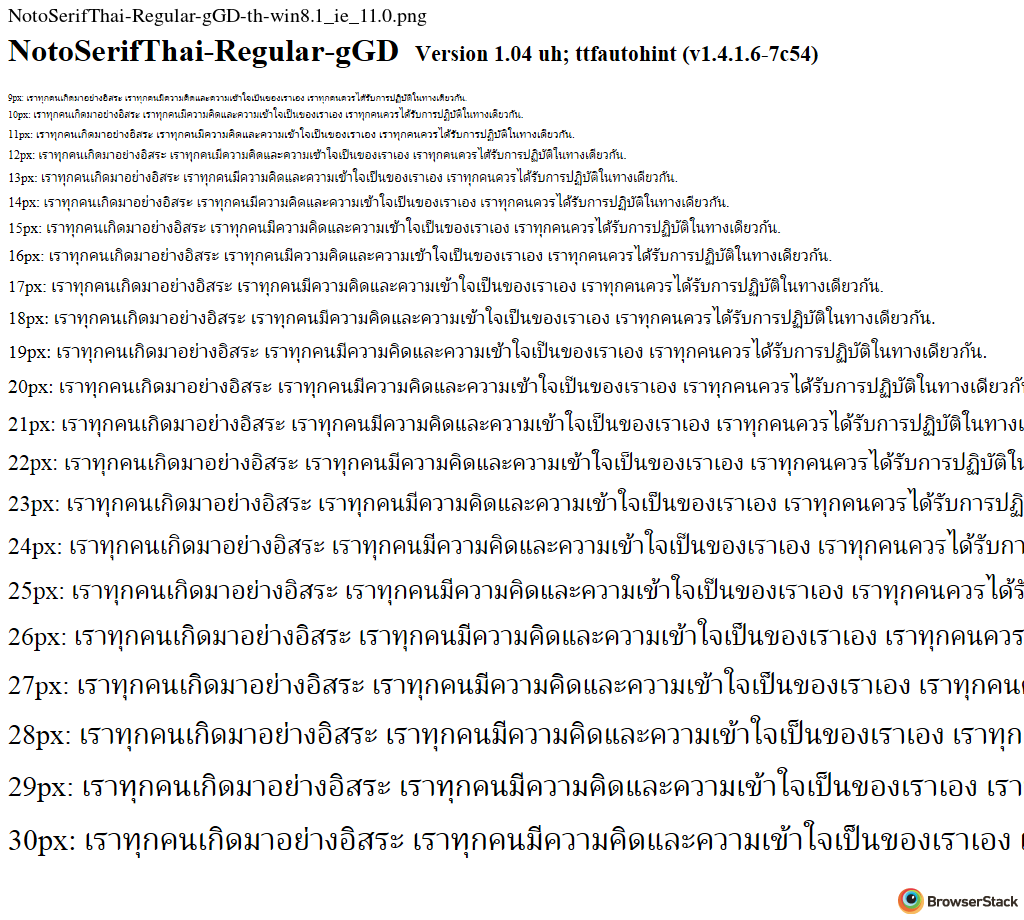 NotoSerifThai-Regular-gGD-th-win8.1_ie_11.0.png
NotoSerifThai-Regular-gGD Version 1.04 uh; ttfautohint (v1.4.1.6-7c54)
9px: เราทุกคนเกิดมาอย่างอิสระ เราทุกคนมีความคิดและความเข้าใจเป็นของเราเอง เราทุกคนควรได้รับการปฏิบัติในทางเดียวกัน.
10px: เราทุกคนเกิดมาอย่างอิสระ เราทุกคนมีความคิดและความเข้าใจเป็นของเราเอง เราทุกคนควรได้รับการปฏิบัติในทางเดียวกัน.
11px: เราทุกคนเกิดมาอย่างอิสระ เราทุกคนมีความคิดและความเข้าใจเป็นของเราเอง เราทุกคนควรได้รับการปฏิบัติในทางเดียวกัน.
12px: เราทุกคนเกิดมาอย่างอิสระ เราทุกคนมีความคิดและความเข้าใจเป็นของเราเอง เราทุกคนควรได้รับการปฏิบัติในทางเดียวกัน.
13px: เราทุกคนเกิดมาอย่างอิสระ เราทุกคนมีความคิดและความเข้าใจเป็นของเราเอง เราทุกคนควรได้รับการปฏิบัติในทางเดียวกัน.
14px: เราทุกคนเกิดมาอย่างอิสระ เราทุกคนมีความคิดและความเข้าใจเป็นของเราเอง เราทุกคนควรได้รับการปฏิบัติในทางเดียวกัน.
15px: เราทุกคนเกิดมาอย่างอิสระ เราทุกคนมีความคิดและความเข้าใจเป็นของเราเอง เราทุกคนควรได้รับการปฏิบัติในทางเดียวกัน.
16px: เราทุกคนเกิดมาอย่างอิสระ เราทุกคนมีความคิดและความเข้าใจเป็นของเราเอง เราทุกคนควรได้รับการปฏิบัติในทางเดียวกัน.
17px: เราทุกคนเกิดมาอย่างอิสระ เราทุกคนมีความคิดและความเข้าใจเป็นของเราเอง เราทุกคนควรได้รับการปฏิบัติในทางเดียวกัน.
18px: เราทุกคนเกิดมาอย่างอิสระ เราทุกคนมีความคิดและความเข้าใจเป็นของเราเอง เราทุกคนควรได้รับการปฏิบัติในทางเดียวกัน.
19px: เราทุกคนเกิดมาอย่างอิสระ เราทุกคนมีความคิดและความเข้าใจเป็นของเราเอง เราทุกคนควรได้รับการปฏิบัติในทางเดียวกัน.
20px: เราทุกคนเกิดมาอย่างอิสระ เราทุกคนมีความคิดและความเข้าใจเป็นของเราเอง เราทุกคนควรได้รับการปฏิบัติในทางเดียวกั
21px: เราทุกคนเกิดมาอย่างอิสระ เราทุกคนมีความคิดและความเข้าใจเป็นของเราเอง เราทุกคนควรได้รับการปฏิบัติในทาง
22px: เราทุกคนเกิดมาอย่างอิสระ เราทุกคนมีความคิดและความเข้าใจเป็นของเราเอง เราทุกคนควรได้รับการปฏิบัติใ
23px: เราทุกคนเกิดมาอย่างอิสระ เราทุกคนมีความคิดและความเข้าใจเป็นของเราเอง เราทุกคนควรได้รับการปฏิ
24px: เราทุกคนเกิดมาอย่างอิสระ เราทุกคนมีความคิดและความเข้าใจเป็นของเราเอง เราทุกคนควรได้รับกา
25px: เราทุกคนเกิดมาอย่างอิสระ เราทุกคนมีความคิดและความเข้าใจเป็นของเราเอง เราทุกคนควรได้รั
26px: เราทุกคนเกิดมาอย่างอิสระ เราทุกคนมีความคิดและความเข้าใจเป็นของเราเอง เราทุกคนควร
27px: เราทุกคนเกิดมาอย่างอิสระ เราทุกคนมีความคิดและความเข้าใจเป็นของเราเอง เราทุกคน
28px: เราทุกคนเกิดมาอย่างอิสระ เราทุกคนมีความคิดและความเข้าใจเป็นของเราเอง เราทุก
29px: เราทุกคนเกิดมาอย่างอิสระ เราทุกคนมีความคิดและความเข้าใจเป็นของเราเอง เรา
30px: เราทุกคนเกิดมาอย่างอิสระ เราทุกคนมีความคิดและความเข้าใจเป็นของเราเอง
BrowserStack